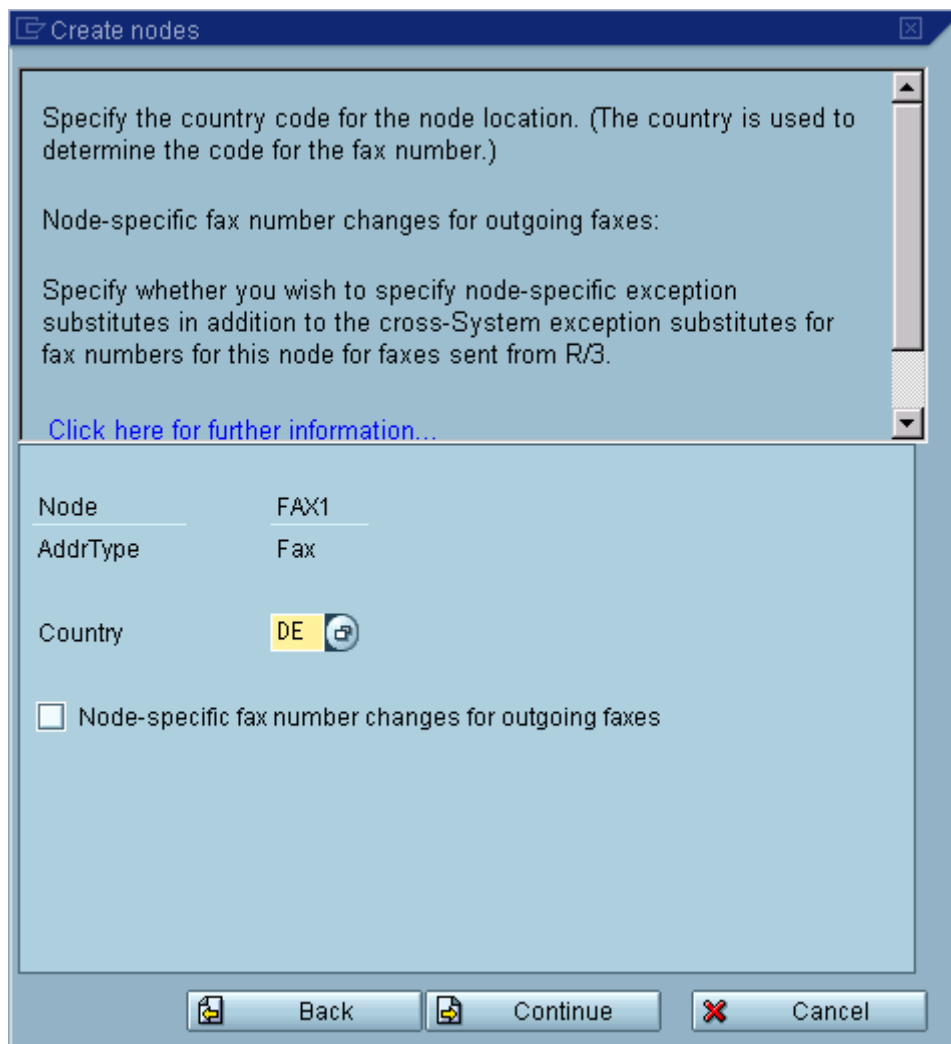 Create nodes
Specify the country code for the node location. (The country is used to
determine the code for the fax number.)
Node-specific fax number changes for outgoing faxes:
Specify whether you wish to specify node-specific exception
substitutes in addition to the cross-System exception substitutes for
fax numbers for this node for faxes sent from R/3.
Click here for further information...
Node FAX1
AddrType Fax
Country DE
Node-specific fax number changes for outgoing faxes
Back Continue Cancel